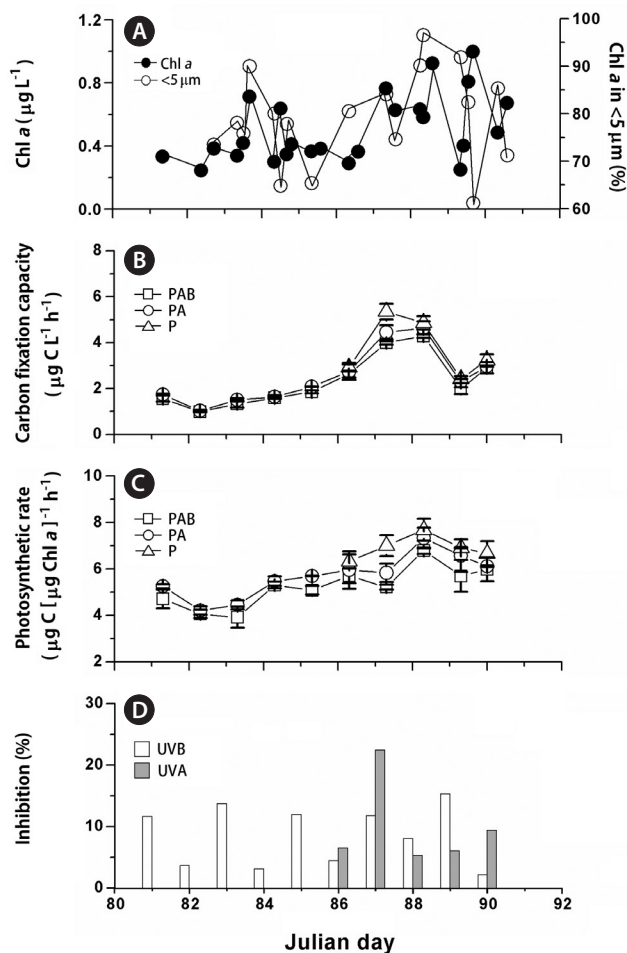 A
Chl a (µg L⁻¹)
1.2
0.8
0.4
0.0
Chl a
<5 µm
100
90
80
70
60
Chl a in <5 µm (%)
B
Carbon fixation capacity
(µg C L⁻¹ h⁻¹)
8
6
4
2
0
PAB
PA
P
C
Photosynthetic rate
(µg C [µg Chl a]⁻¹ h⁻¹)
10
8
6
4
2
PAB
PA
P
D
Inhibition (%)
30
20
10
0
UVB
UVA
80 82 84 86 88 90 92
Julian day